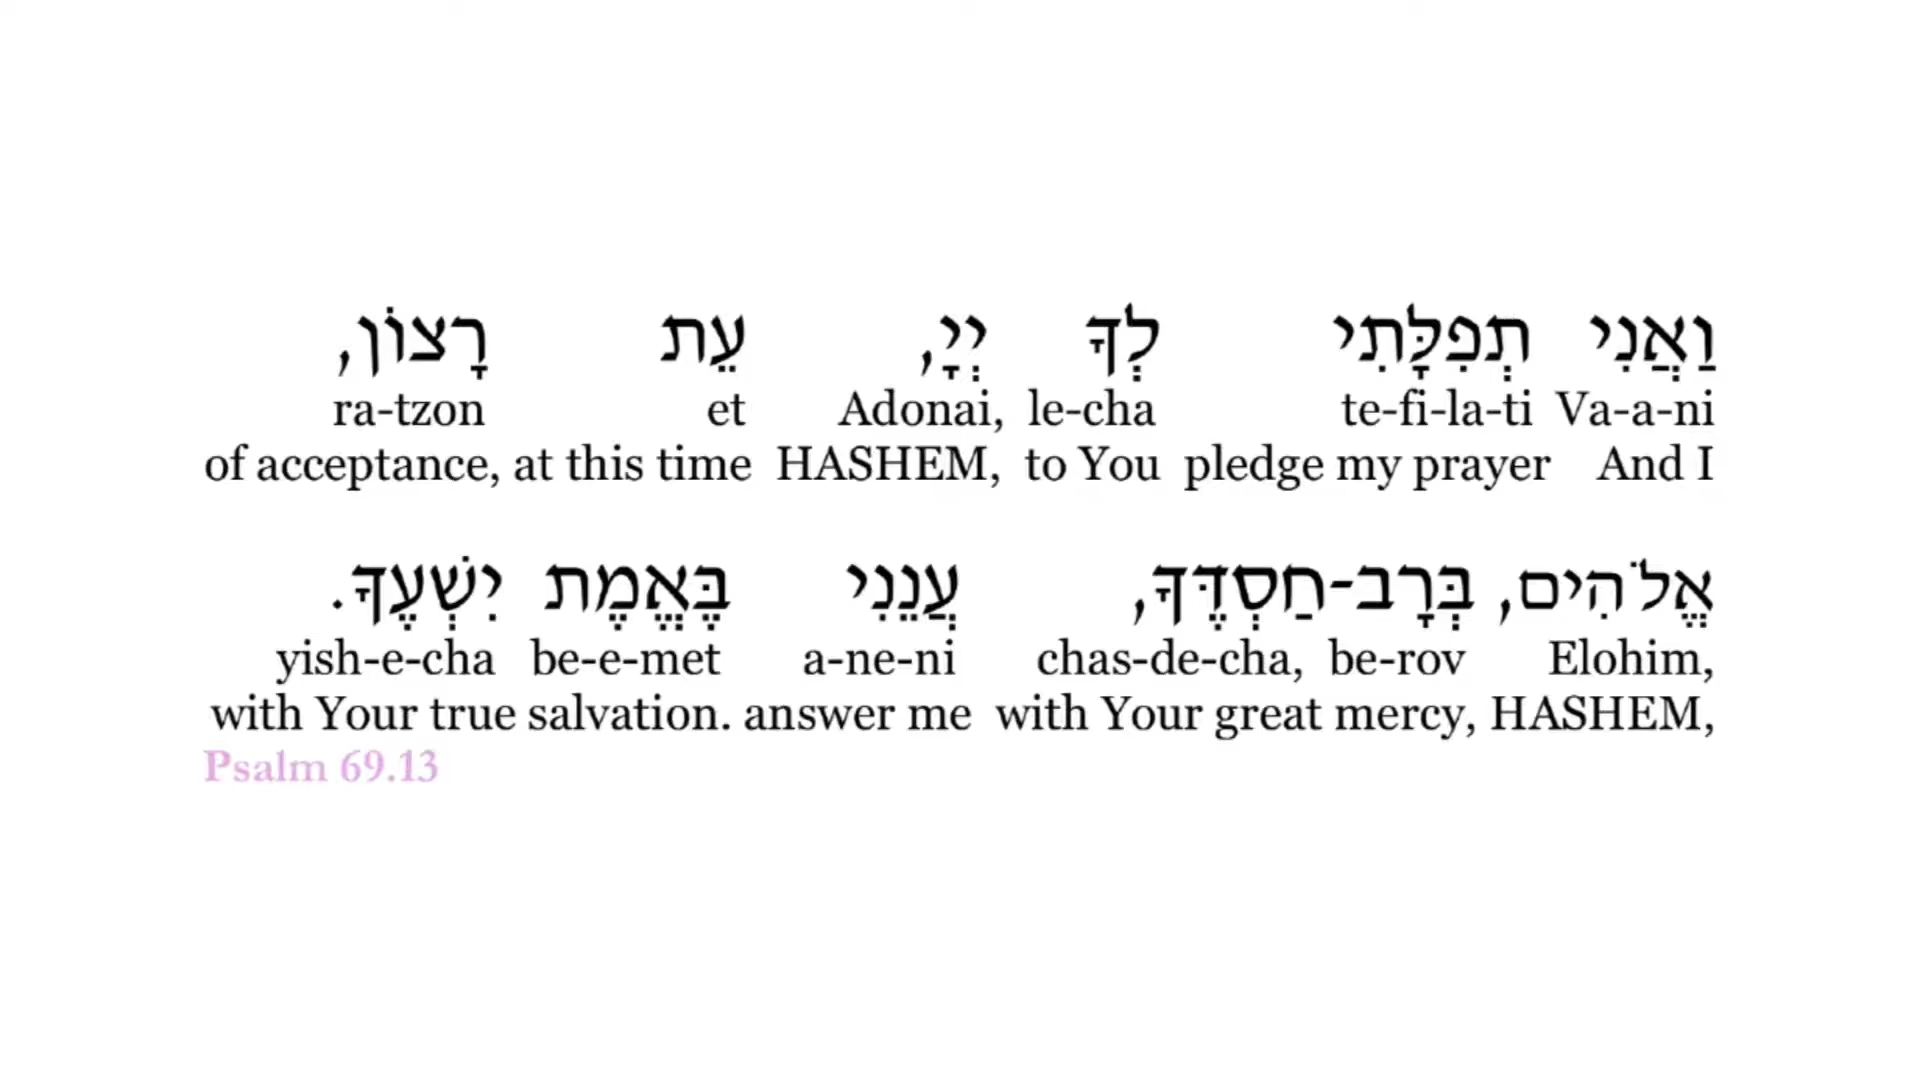 וַאֲנִי תְפִלָּתִי לְךָ יְיָ, עֵת רָצוֹן,
ra-tzon et Adonai, le-cha te-fi-la-ti Va-a-ni
of acceptance, at this time HASHEM, to You pledge my prayer And I
אֱלֹהִים, בְּרָב-חַסְדֶּךָ, עֲנֵנִי בֶּאֱמֶת יִשְׁעֶךָ.
yish-e-cha be-e-met a-ne-ni chas-de-cha, be-rov Elohim,
with Your true salvation. answer me with Your great mercy, HASHEM,
Psalm 69.13